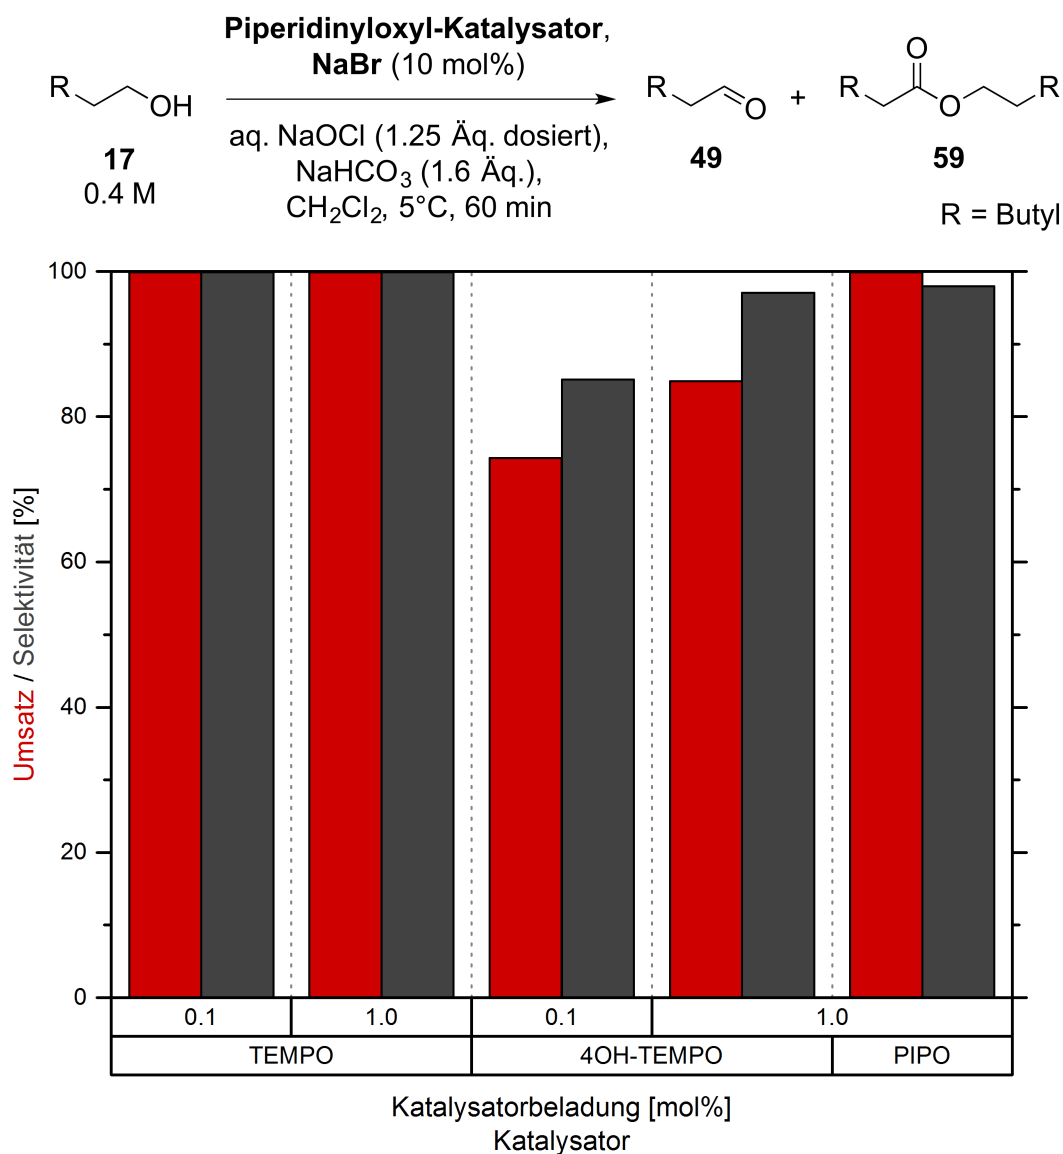 Piperidinyloxyl-Katalysator,
NaBr (10 mol%)
R OH
R O + R O O R
aq. NaOCl (1.25 Äq. dosiert),
NaHCO₃ (1.6 Äq.),
CH₂Cl₂, 5°C, 60 min
17
0.4 M
49
59
R = Butyl
100
80
60
40
20
0
Umsatz / Selektivität [%]
0.1 1.0 0.1 1.0
TEMPO 4OH-TEMPO PIPO
Katalysatorbeladung [mol%]
Katalysator